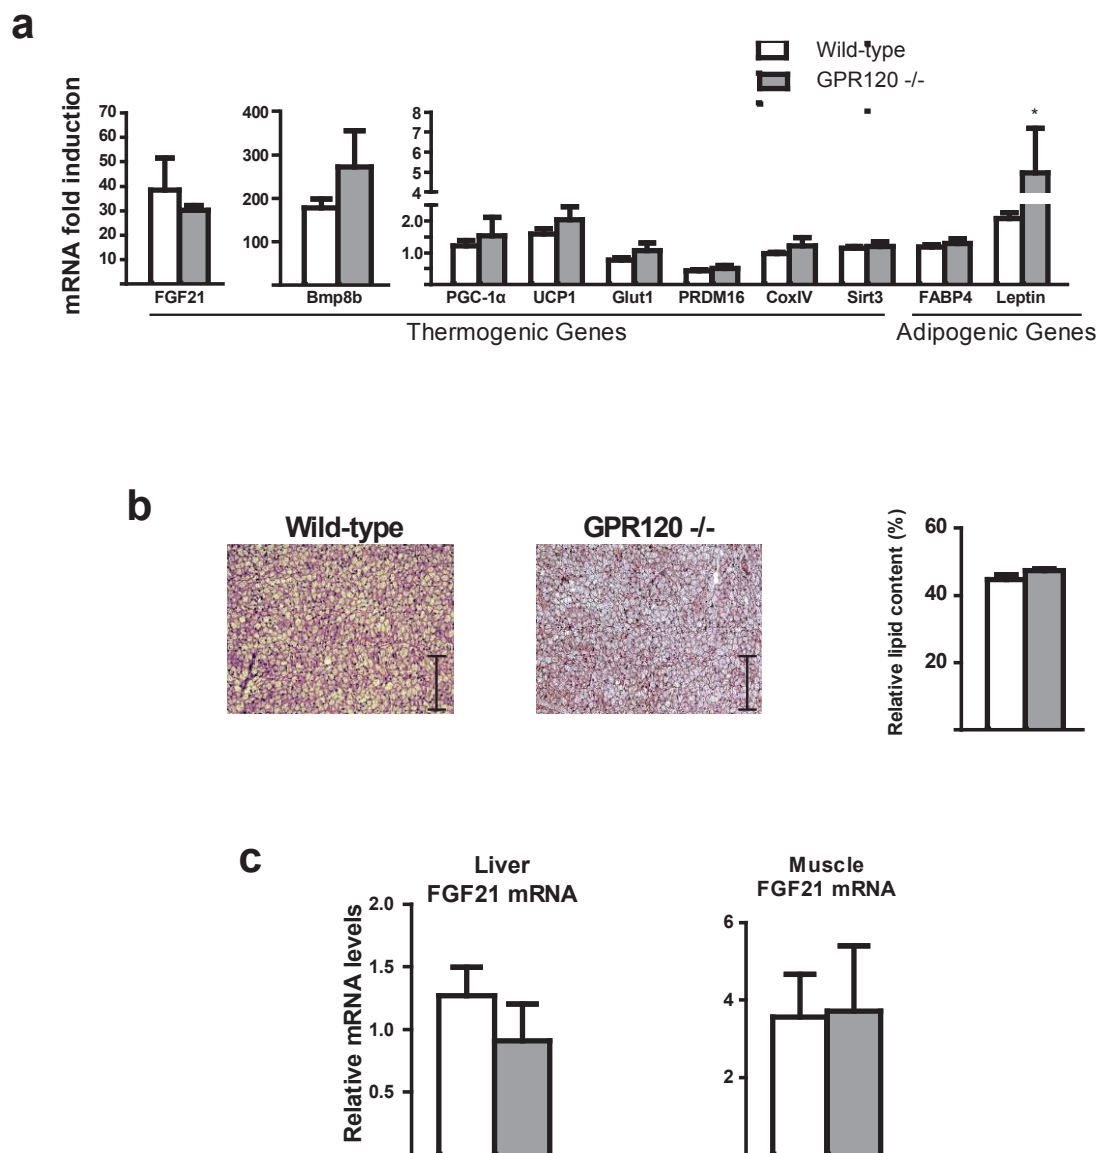 a
Wild-type
GPR120 -/-
mRNA fold induction
70
60
50
40
30
20
10
FGF21
400
300
200
100
Bmp8b
8
7
6
5
4
2.0
1.0
*
PGC-1α UCP1 Glut1 PRDM16 CoxIV Sirt3 FABP4 Leptin
Thermogenic Genes
Adipogenic Genes
b
Wild-type
GPR120 -/-
Relative lipid content (%)
60
40
20
c
Liver
FGF21 mRNA
Relative mRNA levels
2.0
1.5
1.0
0.5
Muscle
FGF21 mRNA
6
4
2